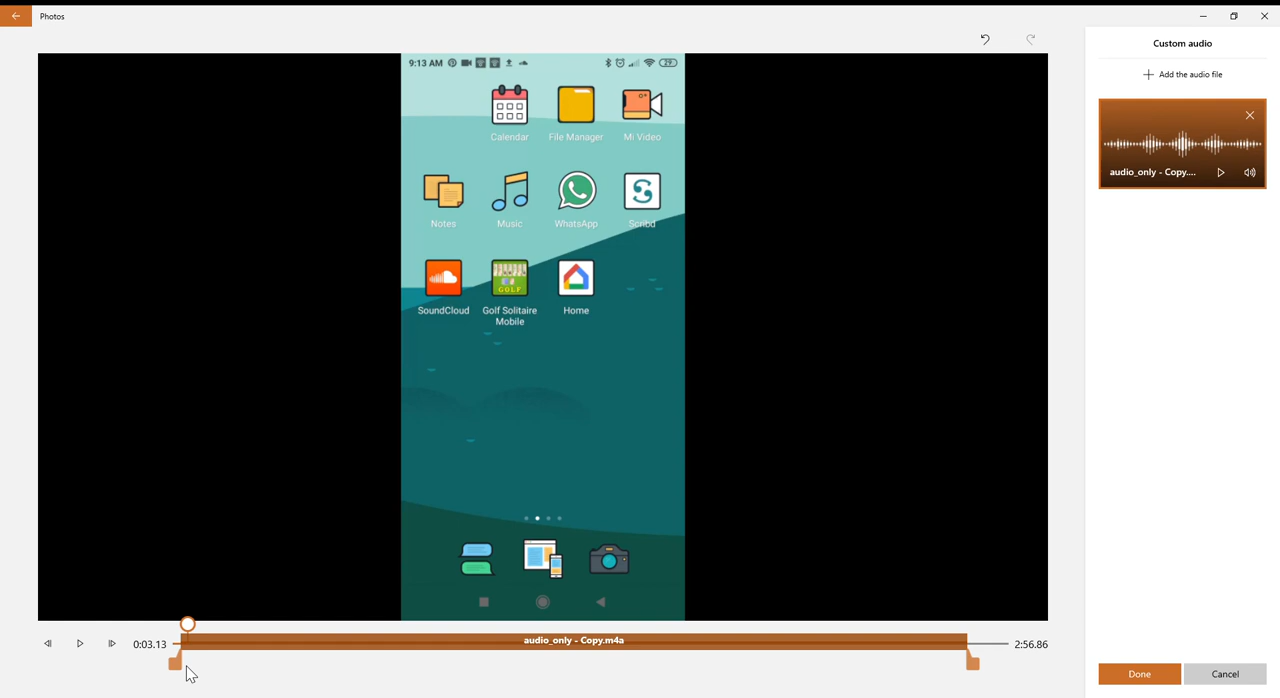 Photos
Custom audio
Add the audio file
audio_only - Copy....
9:13 AM
29
Calendar
File Manager
Mi Video
Notes
Music
WhatsApp
Scribd
SoundCloud
GOLF
Golf Solitaire
Mobile
Home
0:03.13
audio_only - Copy.m4a
2:56.86
Done
Cancel